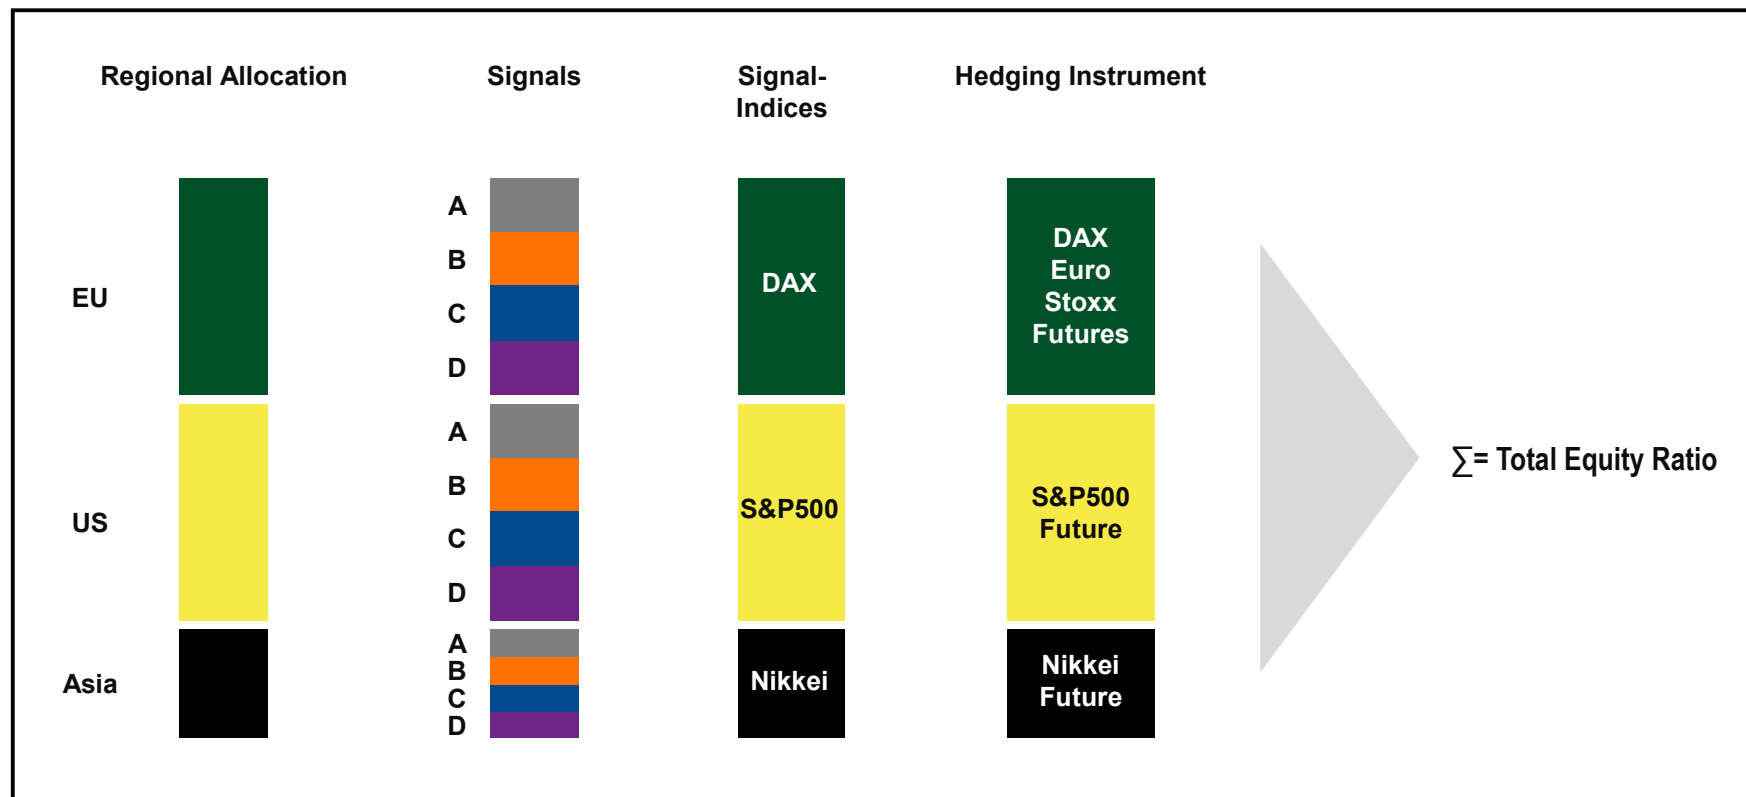 Regional Allocation
Signals
Signal-
Indices
Hedging Instrument
EU
A
B
C
D
DAX
DAX
Euro
Stoxx
Futures
US
A
B
C
D
S&P500
S&P500
Future
Asia
A
B
C
D
Nikkei
Nikkei
Future
∑= Total Equity Ratio